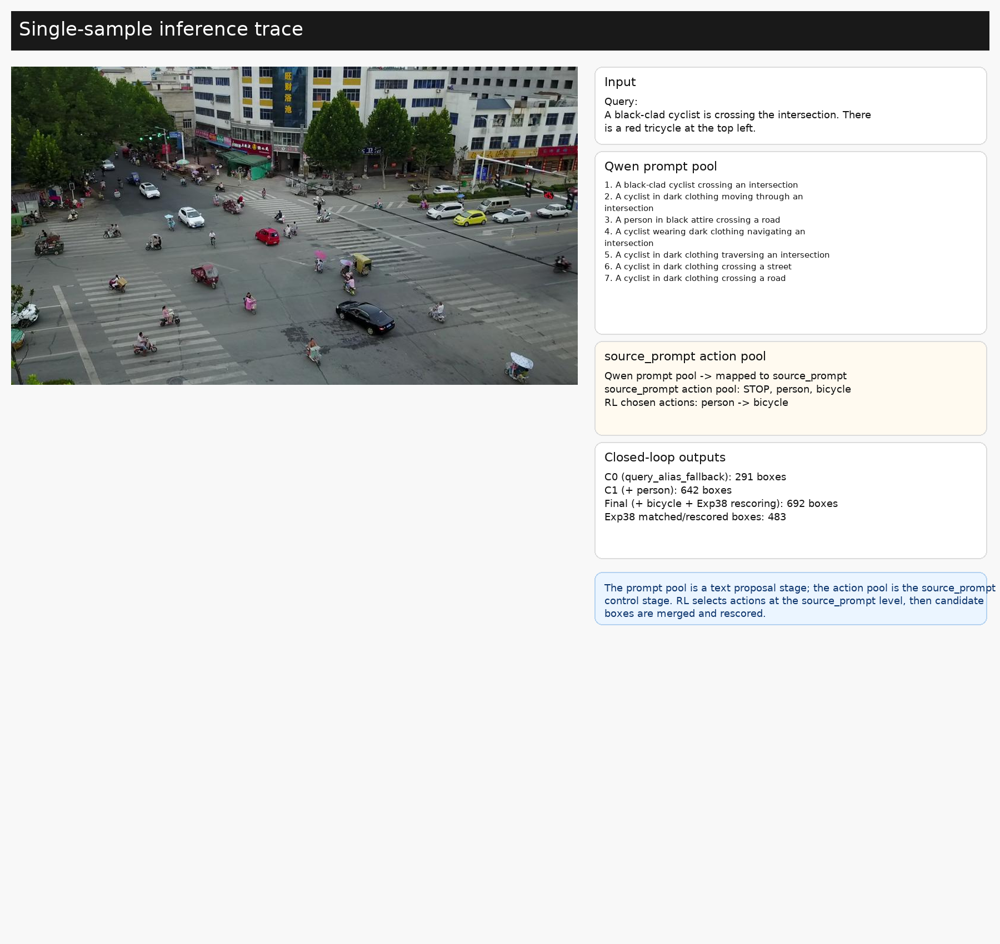 Single-sample inference trace
旺财浴池
Input
Query:
A black-clad cyclist is crossing the intersection. There
is a red tricycle at the top left.
Qwen prompt pool
1. A black-clad cyclist crossing an intersection
2. A cyclist in dark clothing moving through an
intersection
3. A person in black attire crossing a road
4. A cyclist wearing dark clothing navigating an
intersection
5. A cyclist in dark clothing traversing an intersection
6. A cyclist in dark clothing crossing a street
7. A cyclist in dark clothing crossing a road
source_prompt action pool
Qwen prompt pool -> mapped to source_prompt
source_prompt action pool: STOP, person, bicycle
RL chosen actions: person -> bicycle
Closed-loop outputs
C0 (query_alias_fallback): 291 boxes
C1 (+ person): 642 boxes
Final (+ bicycle + Exp38 rescoring): 692 boxes
Exp38 matched/rescored boxes: 483
The prompt pool is a text proposal stage; the action pool is the source_prompt
control stage. RL selects actions at the source_prompt level, then candidate
boxes are merged and rescored.